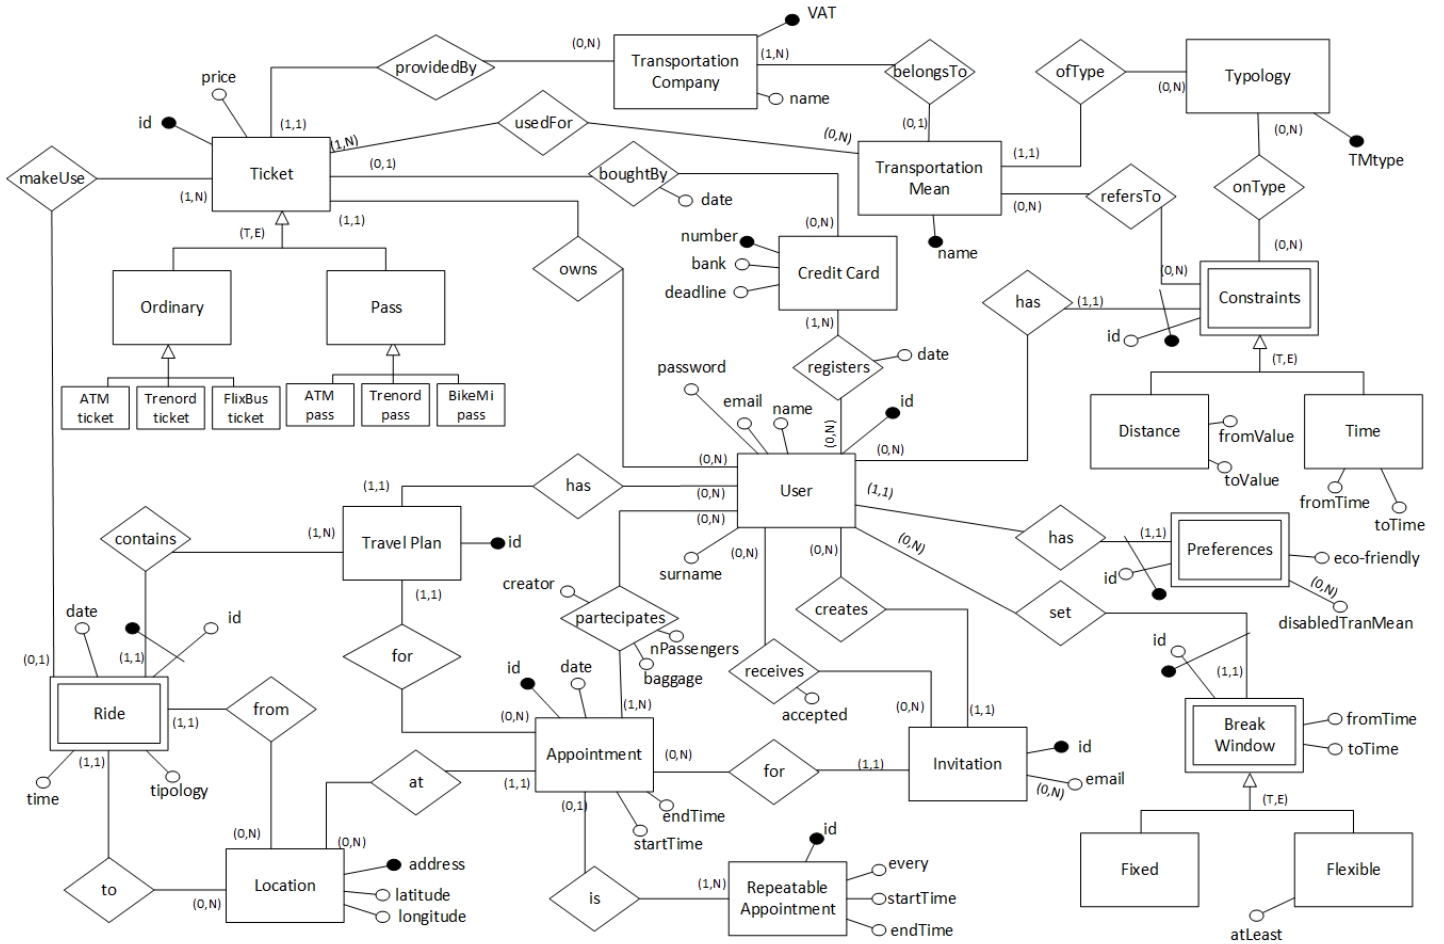 VAT
(0,N)
Transportation
Company
(1,N)
name
providedBy
belongsTo
ofType
Typology
(0,N)
price
id
(1,1)
(1,N)
usedFor
(0,N)
(0,1)
(1,1)
(0,N)
TMtype
makeUse
Ticket
(0,1)
boughtBy
date
Transportation
Mean
refersTo
(0,N)
onType
(1,N)
(1,1)
(T,E)
owns
(0,N)
number
bank
deadline
Credit Card
name
(0,N)
(0,N)
Constraints
id
Ordinary
Pass
(1,N)
has
(1,1)
(T,E)
ATM
ticket
Trenord
ticket
FlixBus
ticket
ATM
pass
Trenord
pass
BikeMi
pass
registers
date
password
email
name
id
(0,N)
(0,N)
(0,N)
Distance
fromValue
toValue
Time
fromTime
toTime
has
(1,1)
(0,N)
(0,N)
User
(1,1)
has
(1,1)
Preferences
eco-friendly
id
(0,N)
disabledTranMean
contains
(1,N)
Travel Plan
id
surname
(0,N)
(0,N)
(0,N)
creator
partecipates
nPassengers
baggage
creates
set
(1,1)
date
id
(0,1)
(1,1)
for
id
date
(1,N)
receives
accepted
id
(1,1)
Ride
(1,1)
from
(0,N)
(0,N)
(1,1)
Break
Window
fromTime
toTime
(1,1)
time
tipology
at
(1,1)
Appointment
(0,N)
for
(1,1)
Invitation
id
email
(0,N)
(0,1)
endTime
startTime
(T,E)
(0,N)
(0,N)
to
(0,N)
Location
address
latitude
longitude
is
(1,N)
id
Repeatable
Appointment
every
startTime
endTime
Fixed
Flexible
atLeast